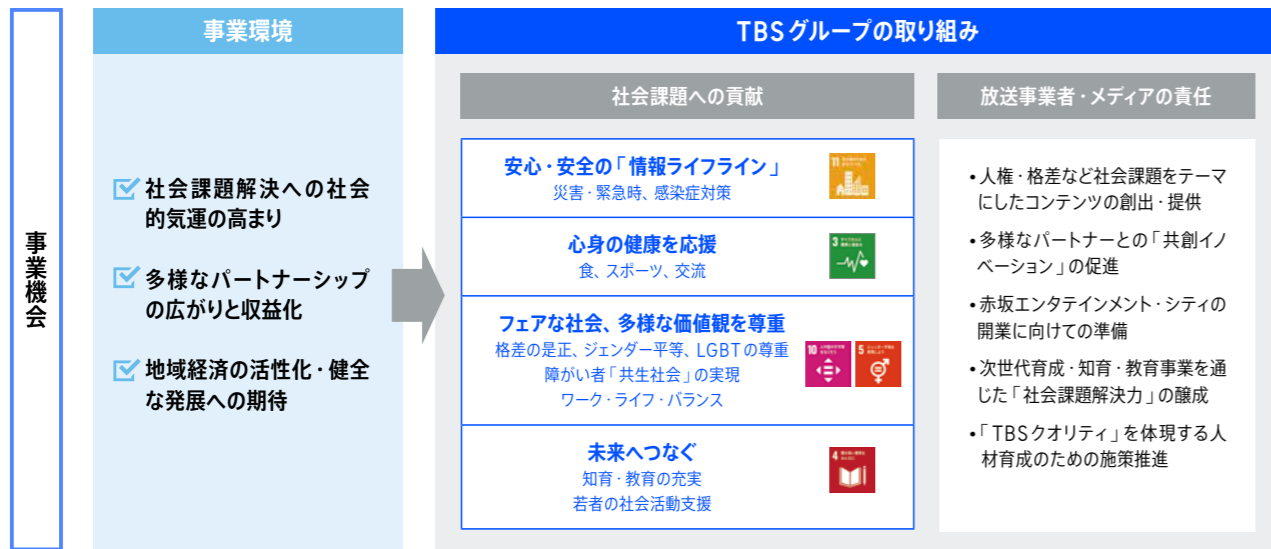 事業機会
事業環境
社会課題解決への社会
的気運の高まり
多様なパートナーシップ
の広がりと収益化
地域経済の活性化・健全
な発展への期待
TBSグループの取り組み
社会課題への貢献
安心・安全の「情報ライフライン」
災害・緊急時、感染症対策
11
心身の健康を応援
食、スポーツ、交流
3
フェアな社会、多様な価値観を尊重
格差の是正、ジェンダー平等、LGBTの尊重
障がい者「共生社会」の実現
ワーク・ライフ・バランス
10
5
未来へつなぐ
知育・教育の充実
若者の社会活動支援
4
放送事業者・メディアの責任
•人権・格差など社会課題をテーマ
にしたコンテンツの創出・提供
•多様なパートナーとの「共創イノ
ベーション」の促進
•赤坂エンタテインメント・シティの
開業に向けての準備
•次世代育成・知育・教育事業を通
じた「社会課題解決力」の醸成
•「TBSクオリティ」を体現する人
材育成のための施策推進